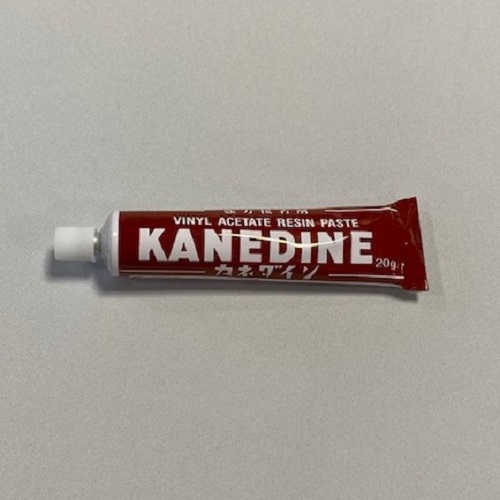 VINYL ACETATE RESIN PASTE
KANEDINE
カネダイン
20g